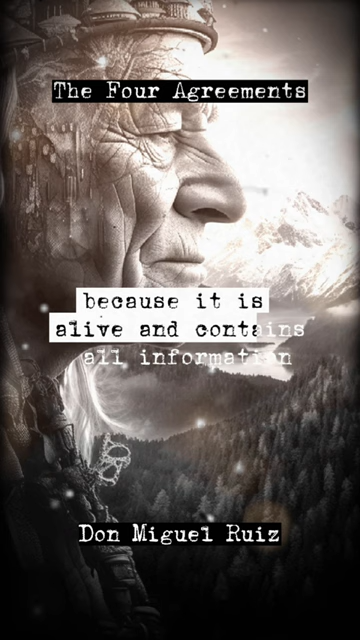 The Four Agreements
because it is
alive and contains
all information
Don Miguel Ruiz